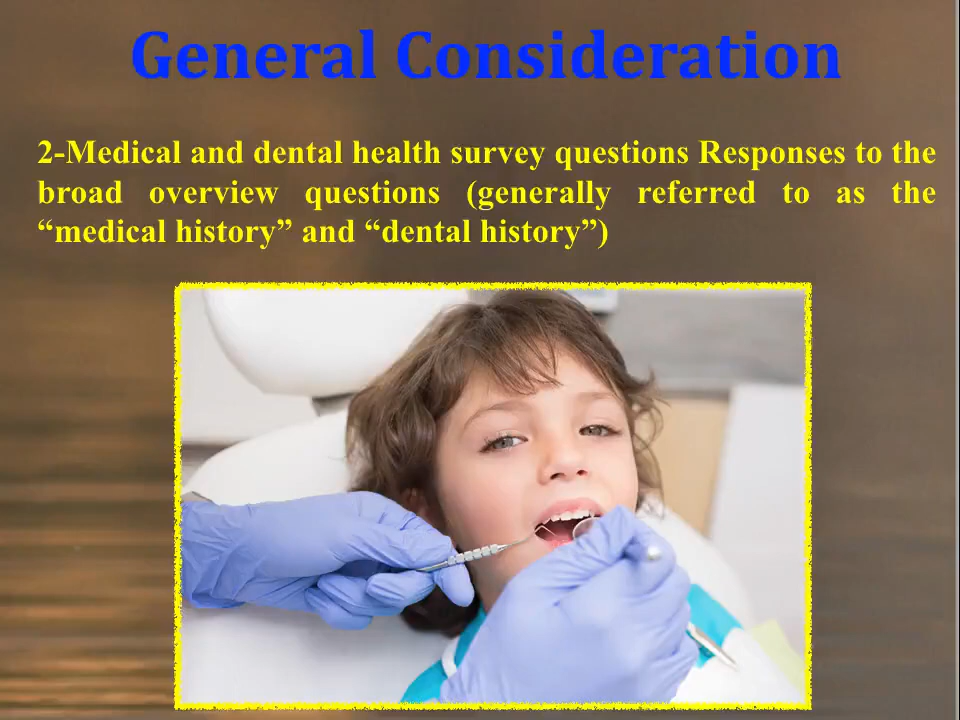 General Consideration
2-Medical and dental health survey questions Responses to the
broad overview questions (generally referred to as the
“medical history” and “dental history”)